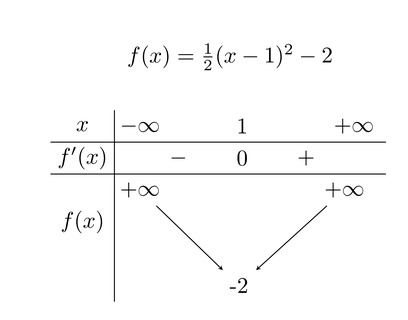 f(x) = 1/2(x − 1)² − 2
x −∞ 1 +∞
f′(x) − 0 +
+∞ +∞
f(x)
-2